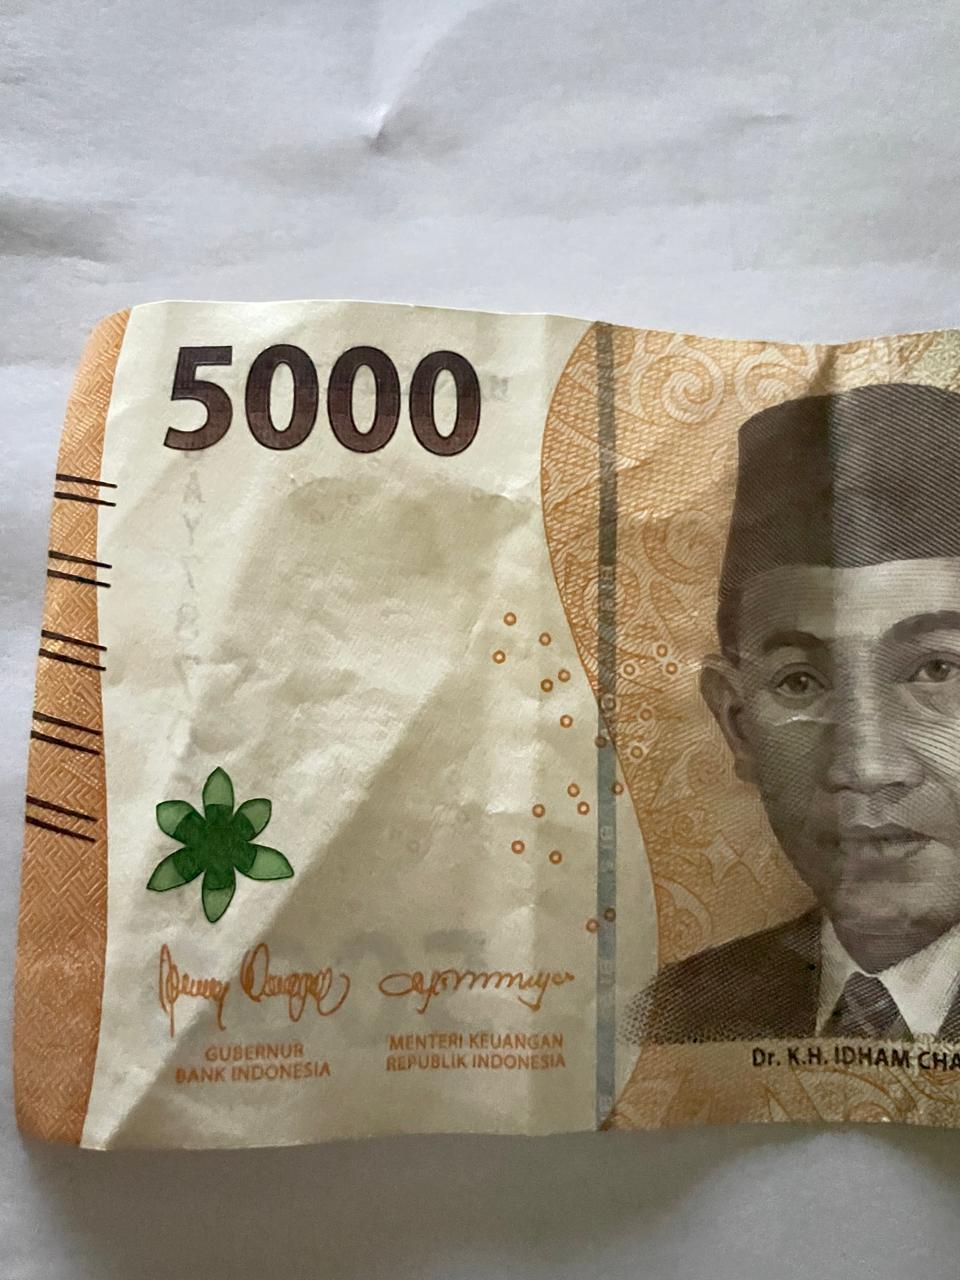 5000
GUBERNUR
BANK INDONESIA
MENTERI KEUANGAN
REPUBLIK INDONESIA
Dr. K.H. IDHAM CHA